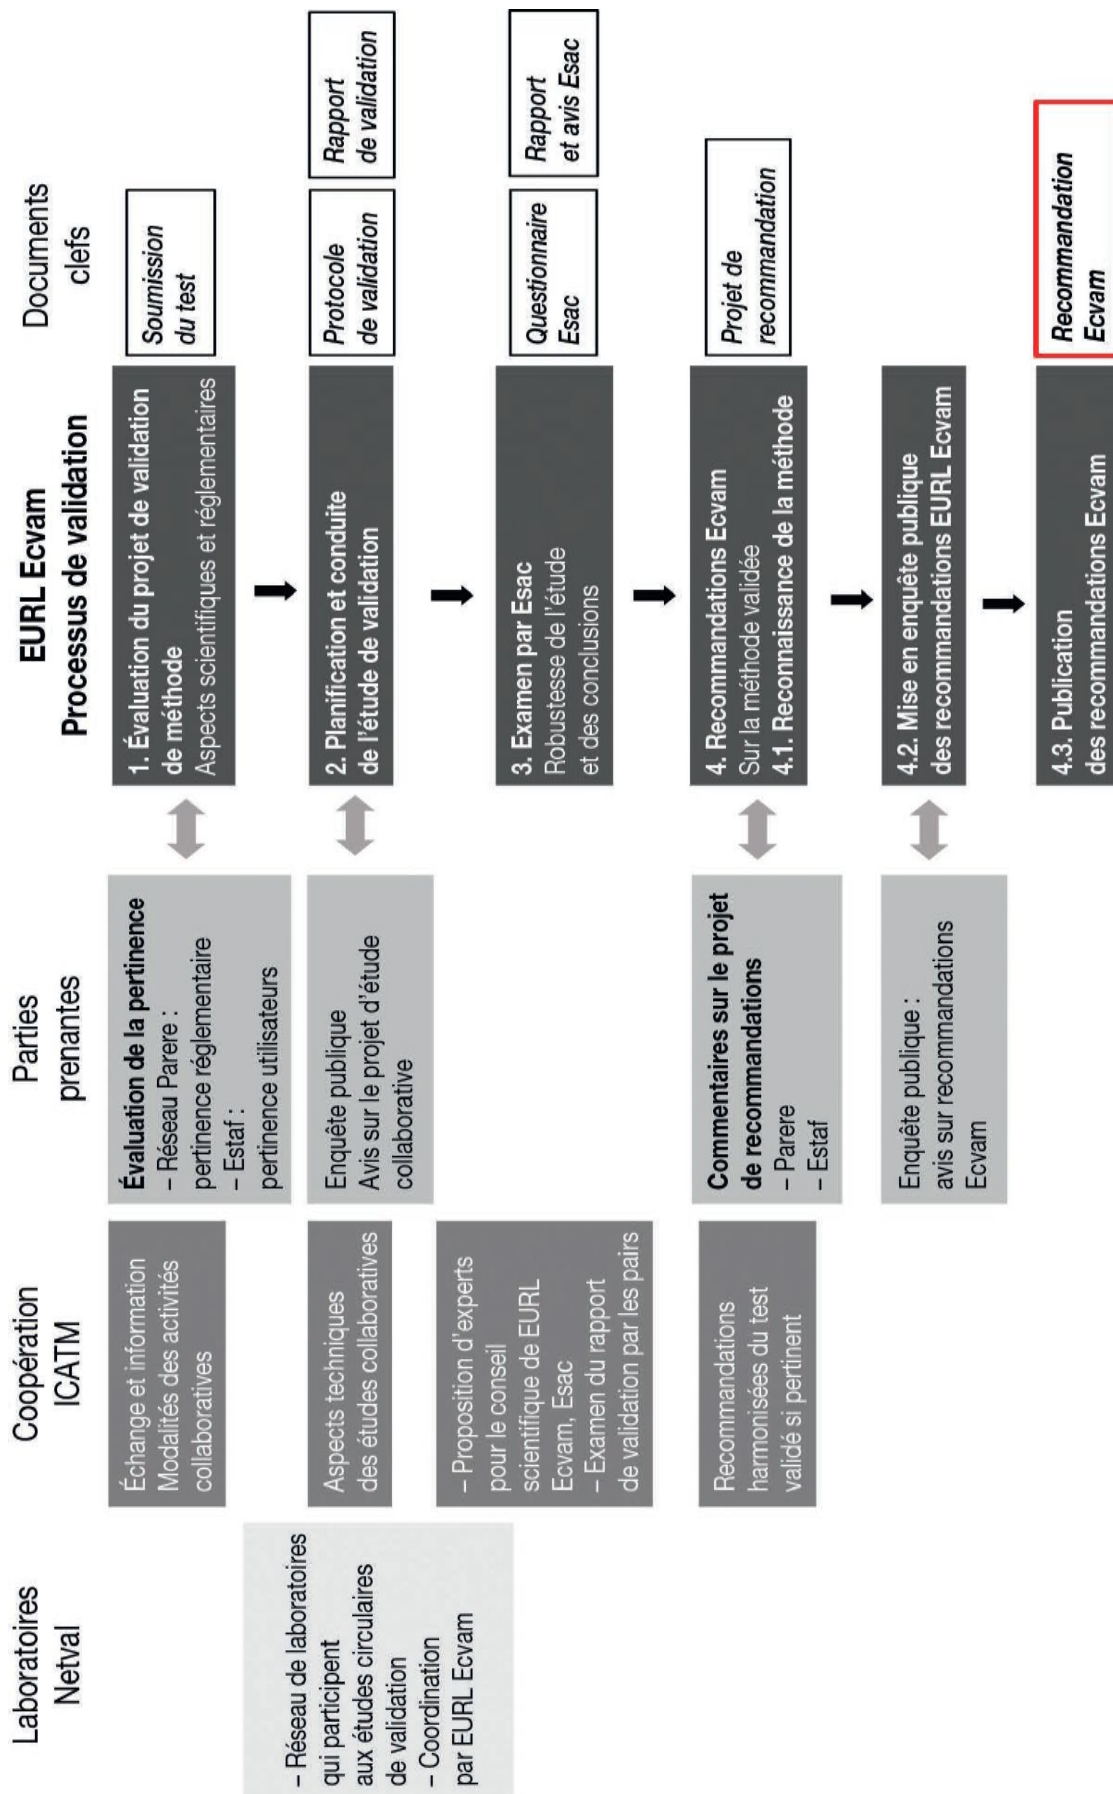 Laboratoires
Netval
Coopération
ICATM
Parties
prenantes
EURL Ecvam
Processus de validation
Documents
clefs
– Réseau de laboratoires
qui participent
aux études circulaires
de validation
– Coordination
par EURL Ecvam
Échange et information
Modalités des activités
collaboratives
Évaluation de la pertinence
– Réseau Parere :
pertinence réglementaire
– Estaf :
pertinence utilisateurs
1. Évaluation du projet de validation
de méthode
Aspects scientifiques et réglementaires
Soumission
du test
Aspects techniques
des études collaboratives
Enquête publique
Avis sur le projet d’étude
collaborative
2. Planification et conduite
de l’étude de validation
Protocole
de validation
Rapport
de validation
– Proposition d’experts
pour le conseil
scientifique de EURL
Ecvam, Esac
– Examen du rapport
de validation par les pairs
3. Examen par Esac
Robustesse de l’étude
et des conclusions
Questionnaire
Esac
Rapport
et avis Esac
Recommandations
harmonisées du test
validé si pertinent
Commentaires sur le projet
de recommandations
– Parere
– Estaf
4. Recommandations Ecvam
Sur la méthode validée
4.1. Reconnaissance de la méthode
Projet de
recommandation
Enquête publique :
avis sur recommandations
Ecvam
4.2. Mise en enquête publique
des recommandations EURL Ecvam
4.3. Publication
des recommandations Ecvam
Recommandation
Ecvam